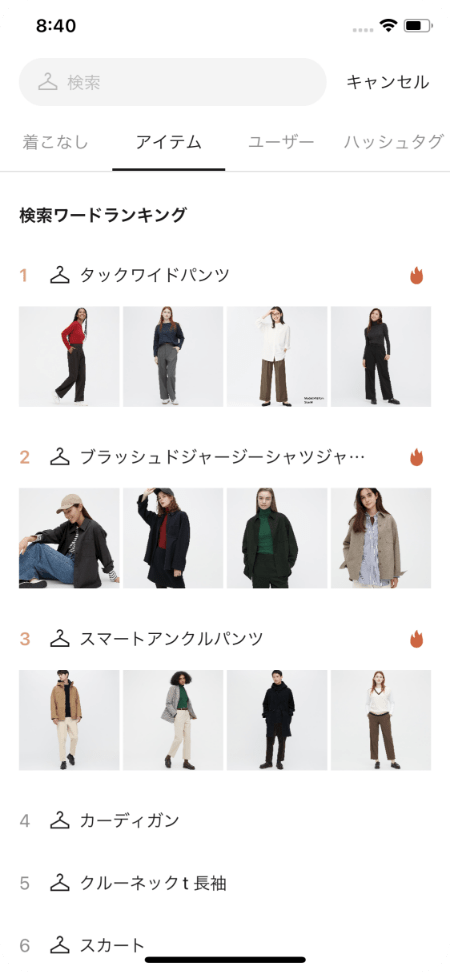 8:40
検索
キャンセル
着こなし
アイテム
ユーザー
ハッシュタグ
検索ワードランキング
1 タックワイドパンツ
2 ブラッシュドジャージーシャツジャ…
3 スマートアンクルパンツ
4 カーディガン
5 クルーネックt 長袖
6 スカート